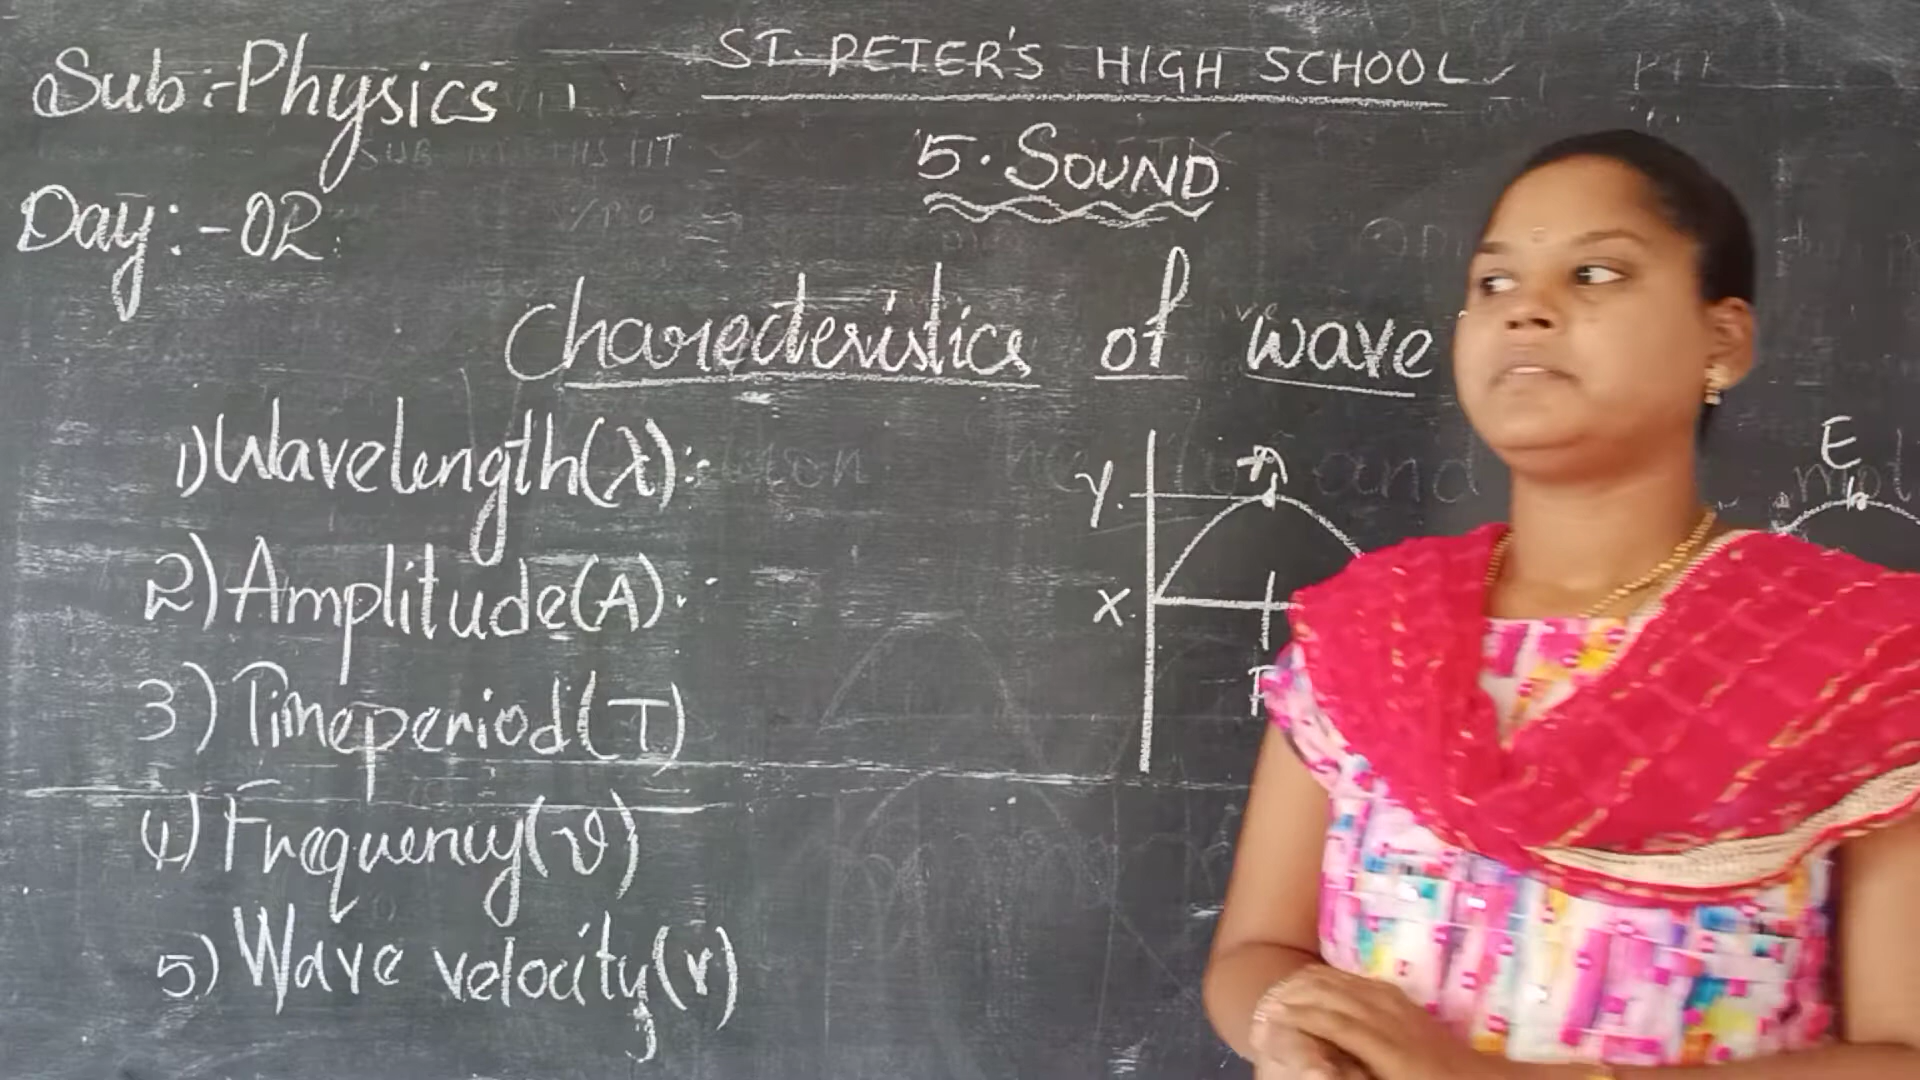 ST. PETER'S HIGH SCHOOL
Sub:-Physics
5. SOUND
Day:-02
Charecteristics of wave
1) Wavelength(λ):-
2) Amplitude(A):
3) Timeperiod(T)
4) Frequency(ϑ)
5) Wave velocity(v)
Y
X
E